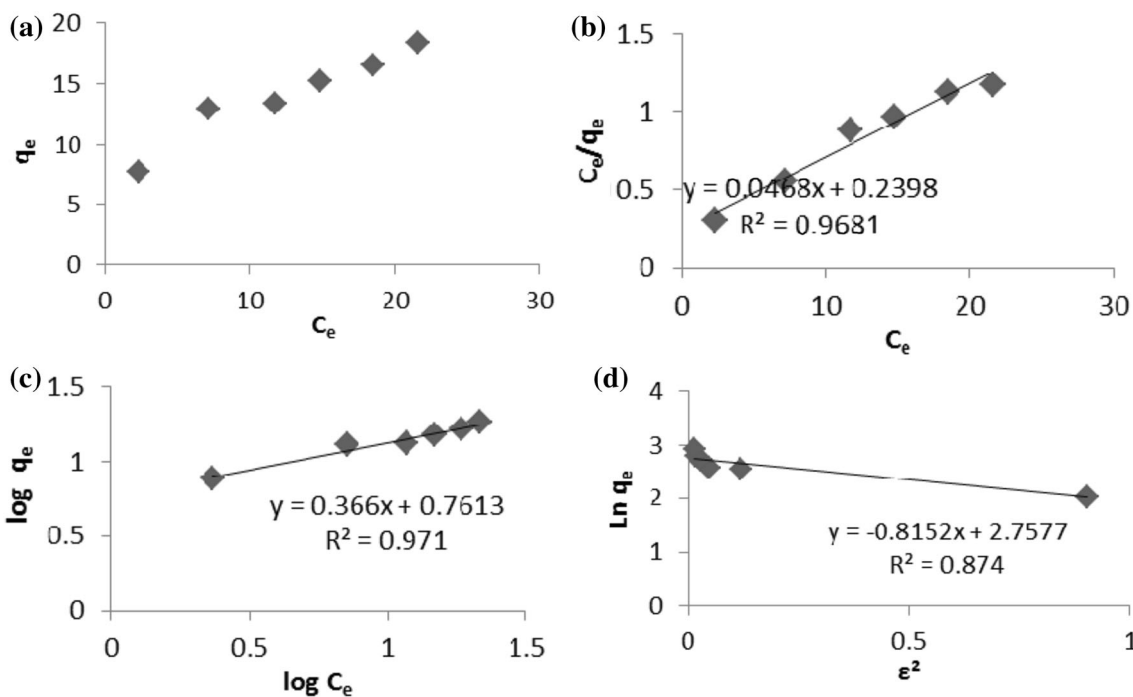 (a)
20
15
10
5
0
qe
0 10 20 30
Ce
(b)
1.5
1
0.5
0
Ce/qe
y = 0.0468x + 0.2398
R² = 0.9681
0 10 20 30
Ce
(c)
1.5
1
0.5
0
log qe
y = 0.366x + 0.7613
R² = 0.971
0 0.5 1 1.5
log Ce
(d)
4
3
2
1
0
Ln qe
y = -0.8152x + 2.7577
R² = 0.874
0 0.5 1
ε²